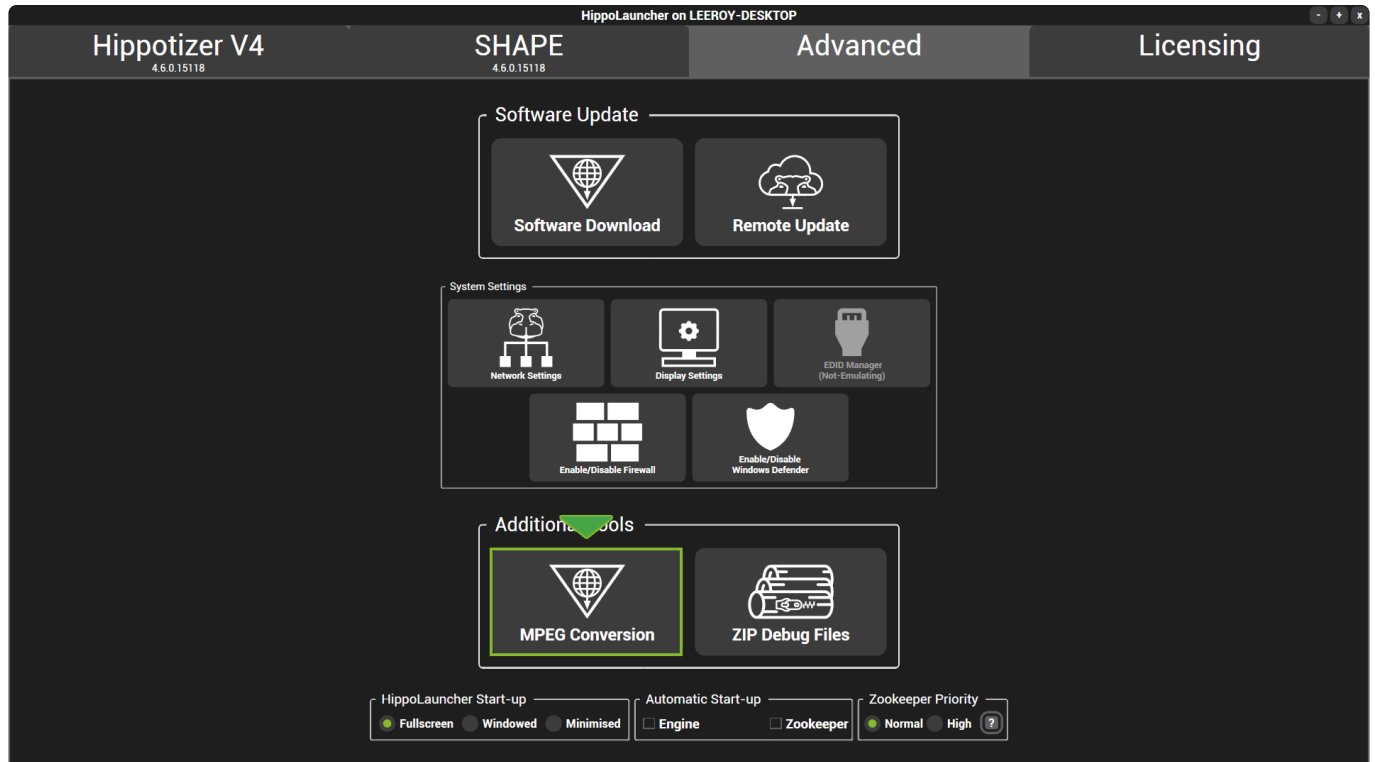 HippoLauncher on LEEROY-DESKTOP
- + x
Hippotizer V4
4.6.0.15118
SHAPE
4.6.0.15118
Advanced
Licensing
Software Update
Software Download
Remote Update
System Settings
Network Settings
Display Settings
EDID Manager
(Not-Emulating)
Enable/Disable Firewall
Enable/Disable
Windows Defender
MPEG Conversion
ZIP Debug Files
HippoLauncher Start-up
Fullscreen Windowed Minimised
Automatic Start-up
Engine Zookeeper
Zookeeper Priority
Normal High ?